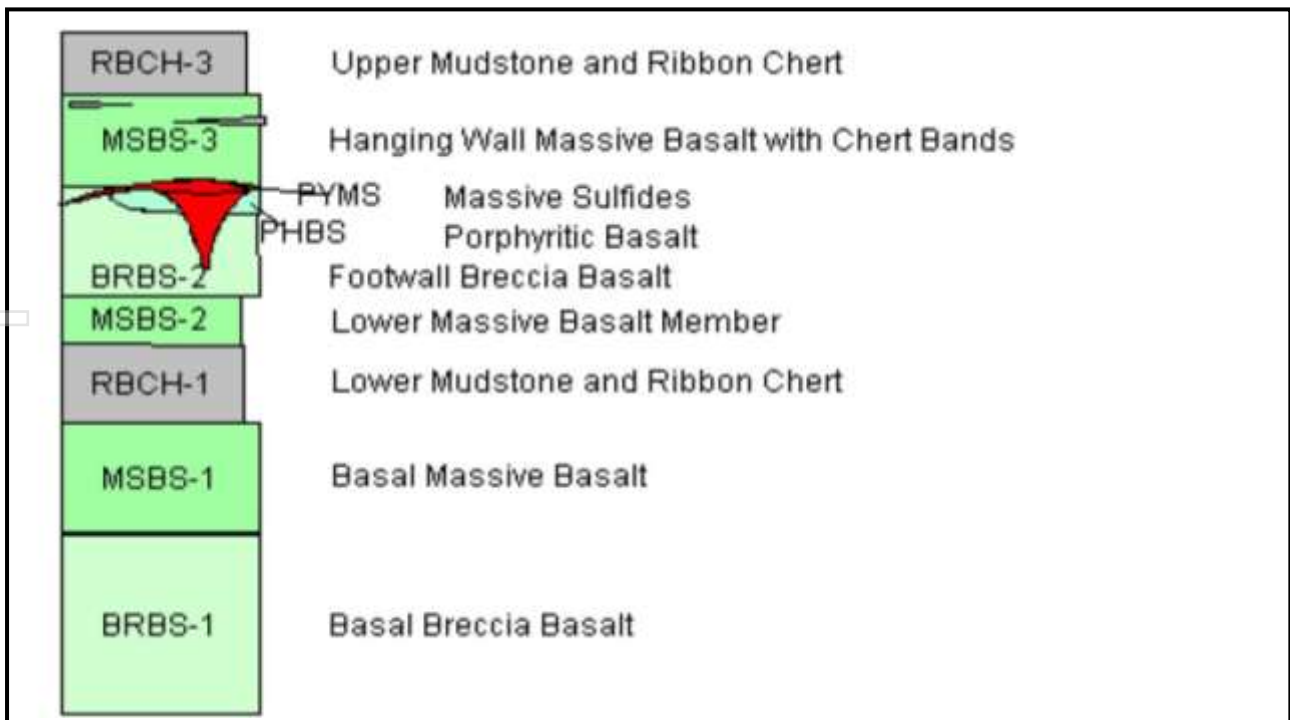 RBCH-3 Upper Mudstone and Ribbon Chert
MSBS-3 Hanging Wall Massive Basalt with Chert Bands
PYMS Massive Sulfides
PHBS Porphyritic Basalt
BRBS-2 Footwall Breccia Basalt
MSBS-2 Lower Massive Basalt Member
RBCH-1 Lower Mudstone and Ribbon Chert
MSBS-1 Basal Massive Basalt
BRBS-1 Basal Breccia Basalt